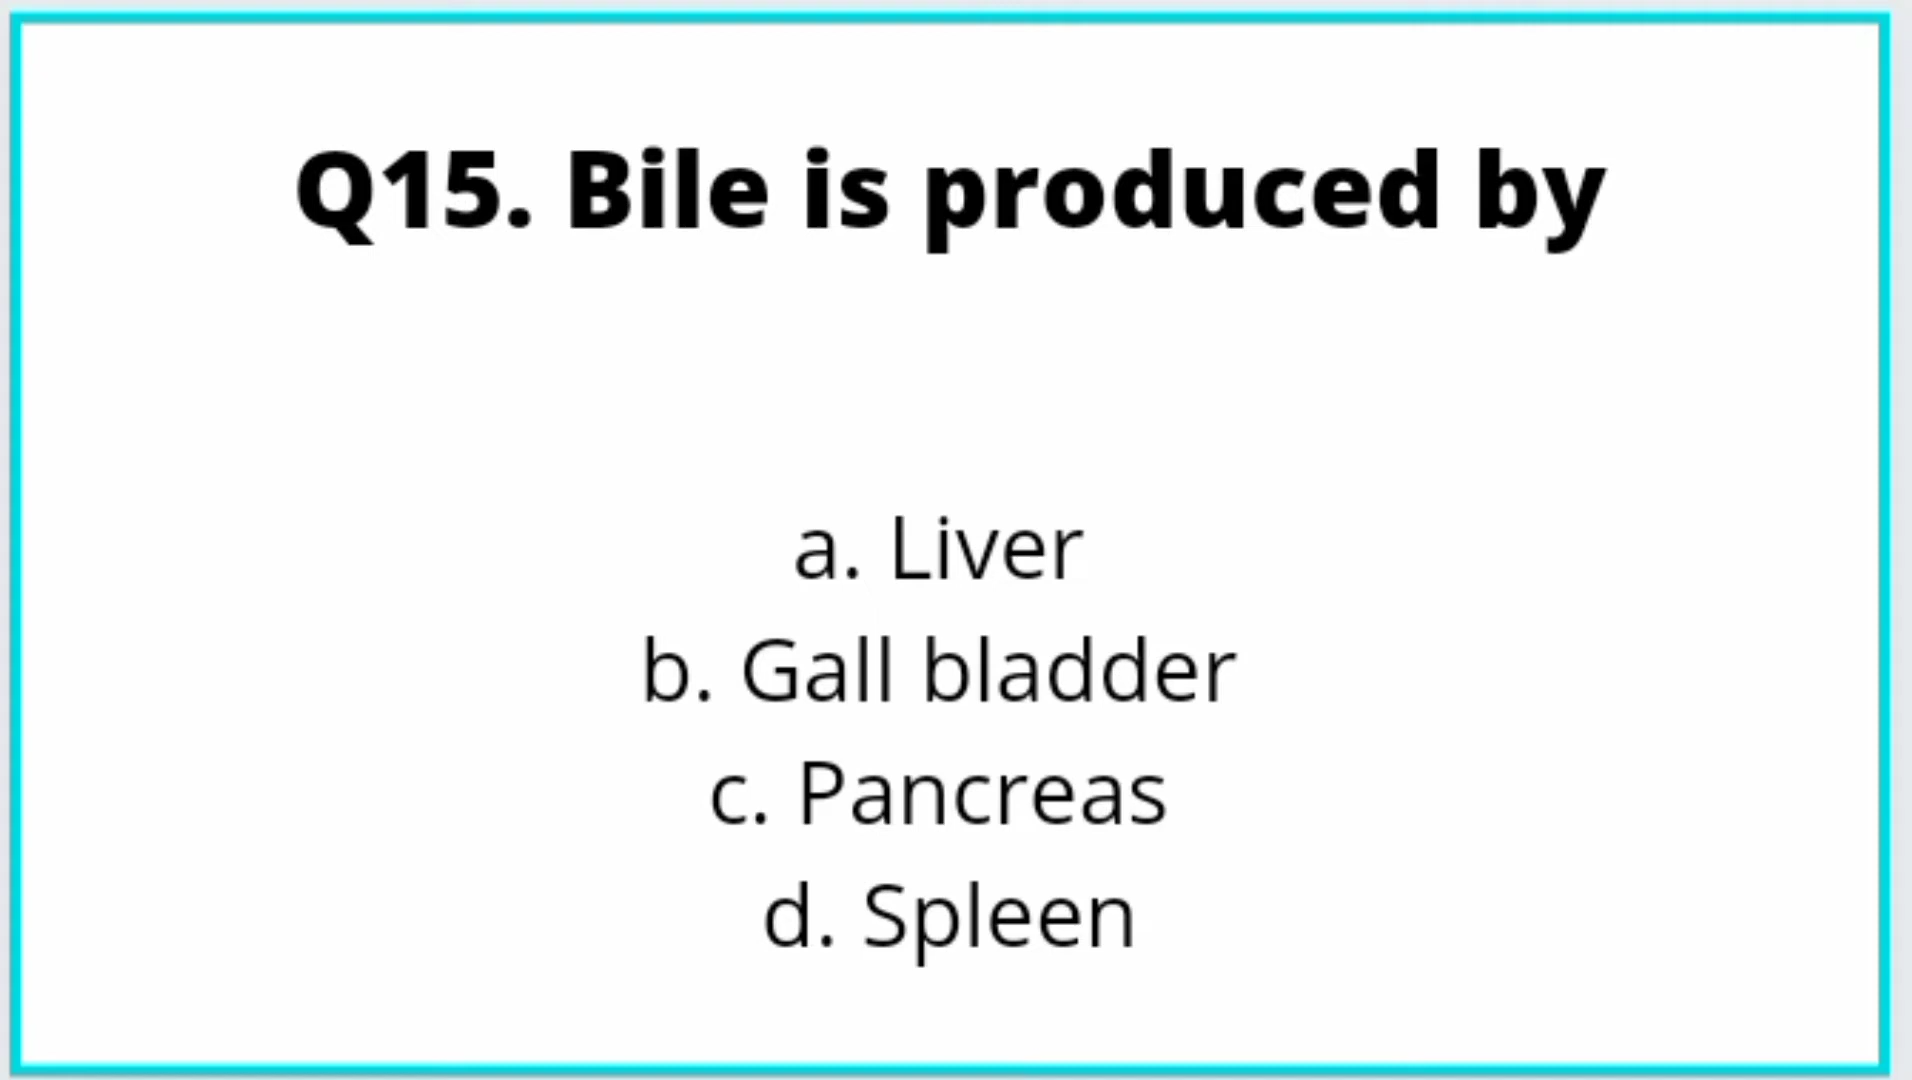 Q15. Bile is produced by
a. Liver
b. Gall bladder
c. Pancreas
d. Spleen